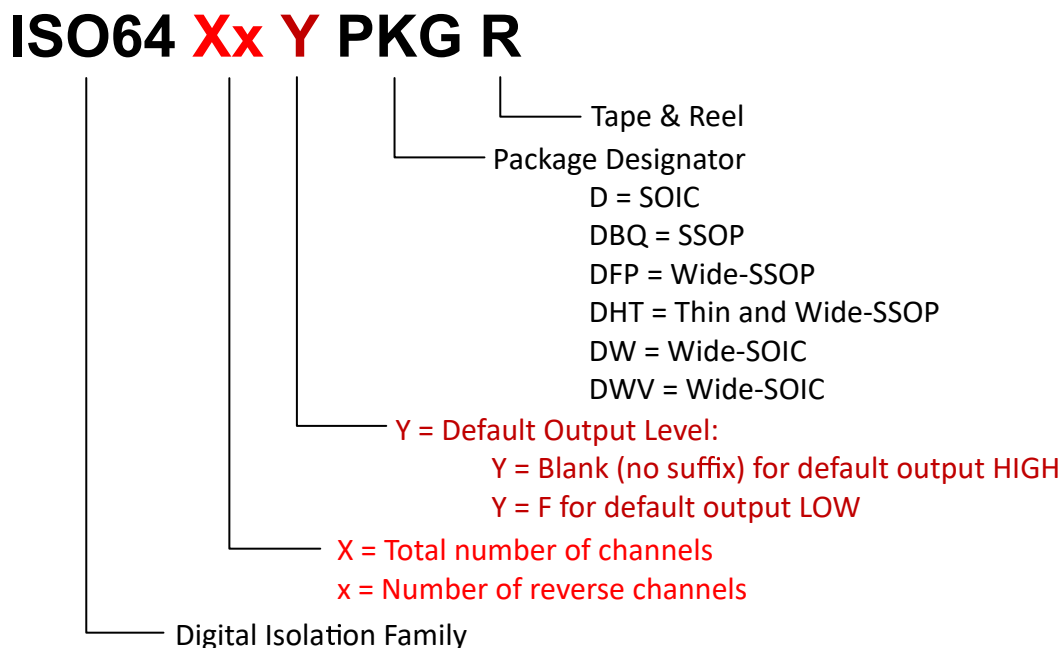 ISO64 Xx Y PKG R
Tape & Reel
Package Designator
D = SOIC
DBQ = SSOP
DFP = Wide-SSOP
DHT = Thin and Wide-SSOP
DW = Wide-SOIC
DWV = Wide-SOIC
Y = Default Output Level:
Y = Blank (no suffix) for default output HIGH
Y = F for default output LOW
X = Total number of channels
x = Number of reverse channels
Digital Isolation Family